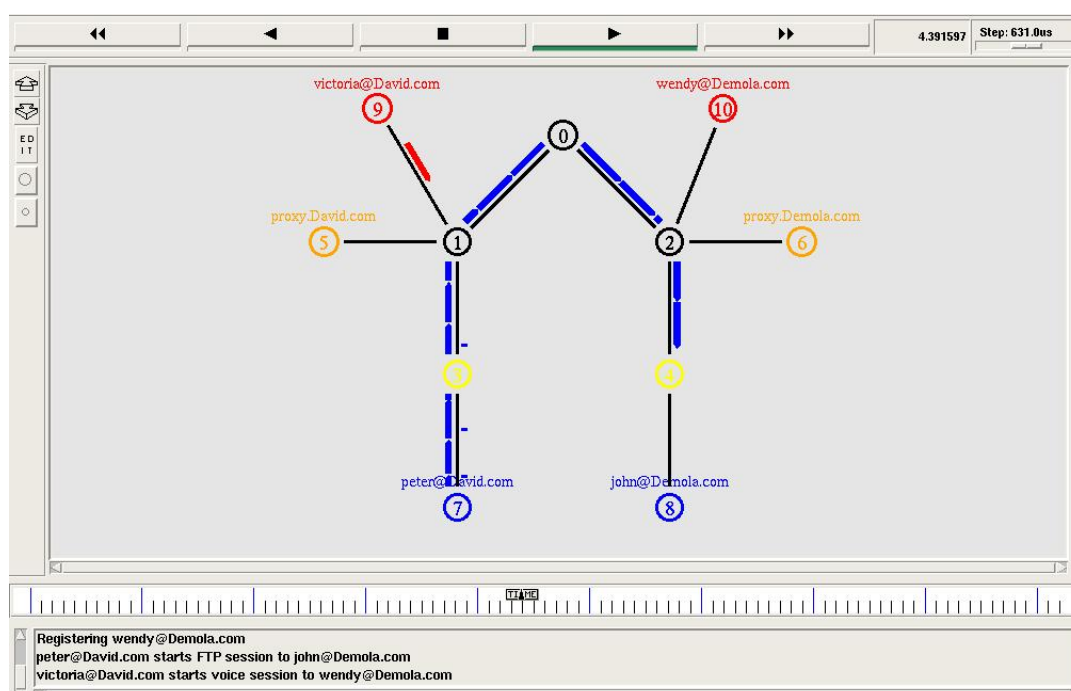 4.391597 Step: 631.0us
E D
I T
victoria@David.com wendy@Demola.com
9 10
0
proxy.David.com proxy.Demola.com
5 1 2 6
3 4
peter@David.com john@Demola.com
7 8
TIME
Registering wendy@Demola.com
peter@David.com starts FTP session to john@Demola.com
victoria@David.com starts voice session to wendy@Demola.com